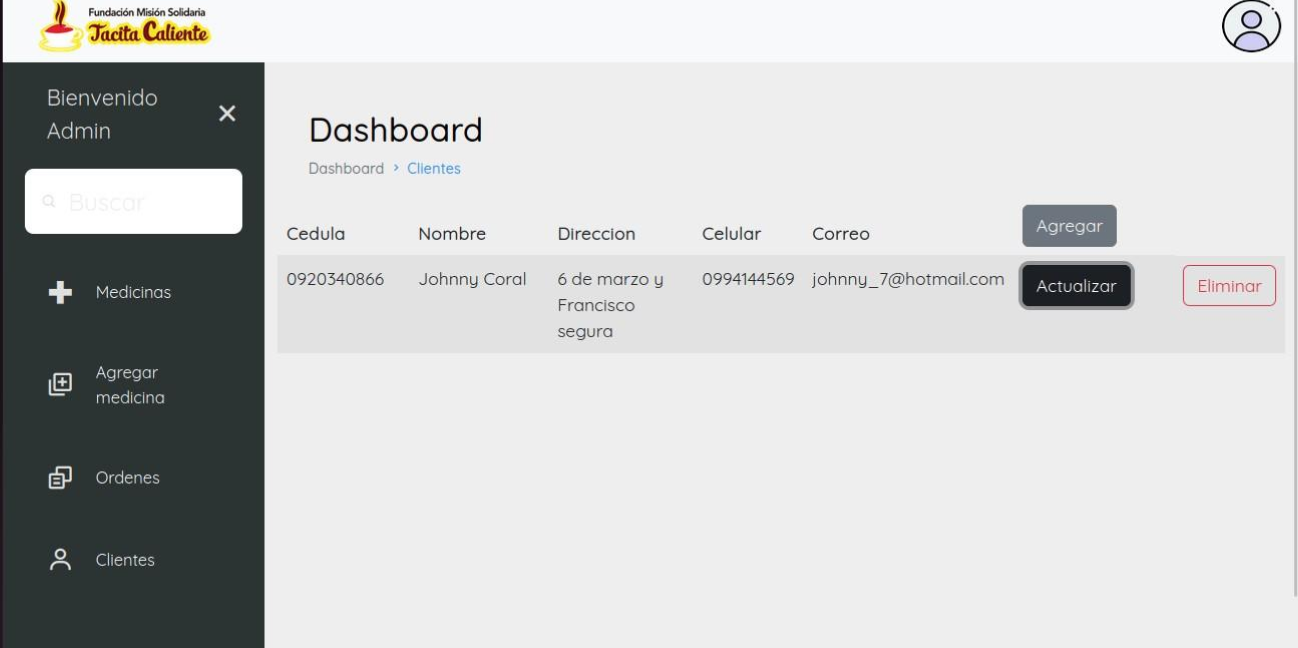 Fundación Misión Solidaria
Tacita Caliente
Bienvenido
Admin
Buscar
Medicinas
Agregar
medicina
Ordenes
Clientes
Dashboard
Dashboard > Clientes
Cedula Nombre Direccion Celular Correo Agregar
0920340866 Johnny Coral 6 de marzo y 0994144569 johnny_7@hotmail.com Actualizar Eliminar
Francisco
segura